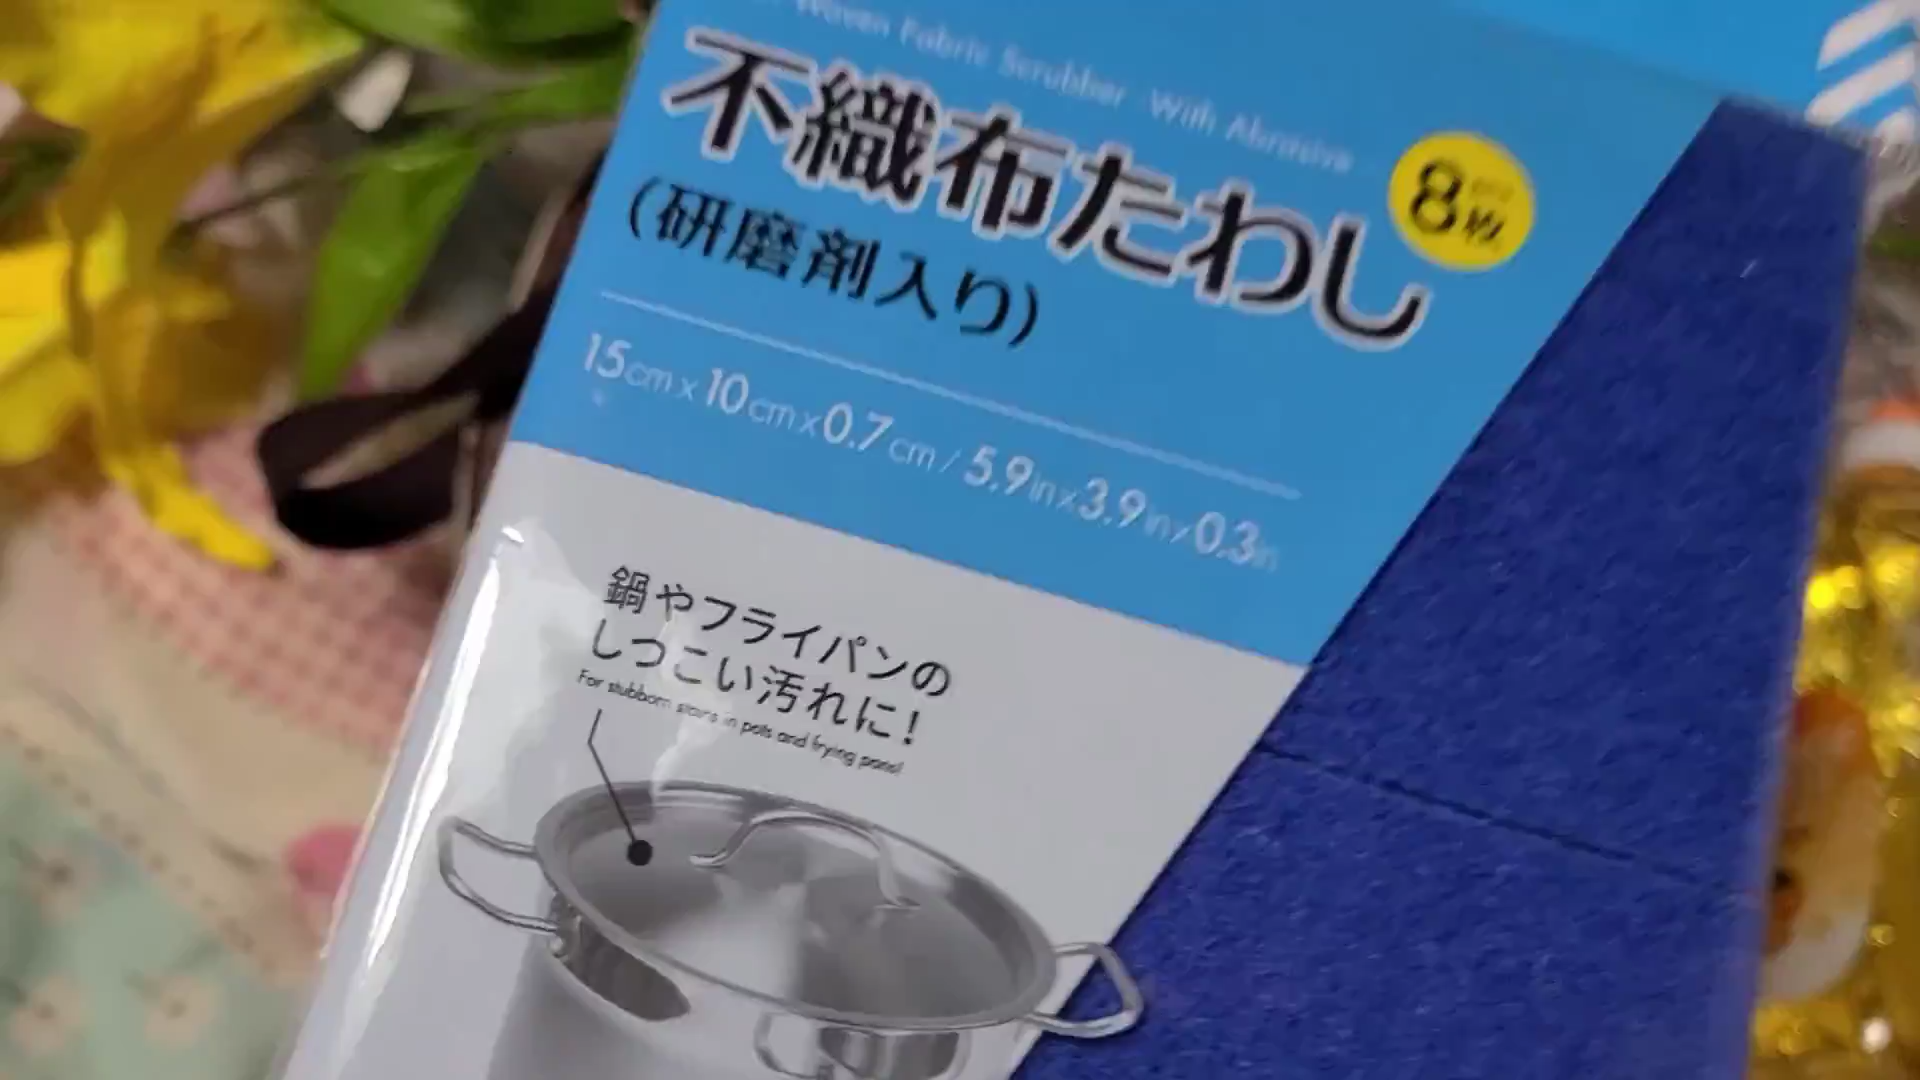 Woven Fabric Scrubber - With Abrasive -
不織布たわし
8枚
(研磨剤入り)
15cm×10cm×0.7cm/5.9in×3.9in×0.3in
鍋やフライパンの
しつこい汚れに!
For stubborn stains in pots and frying pans!